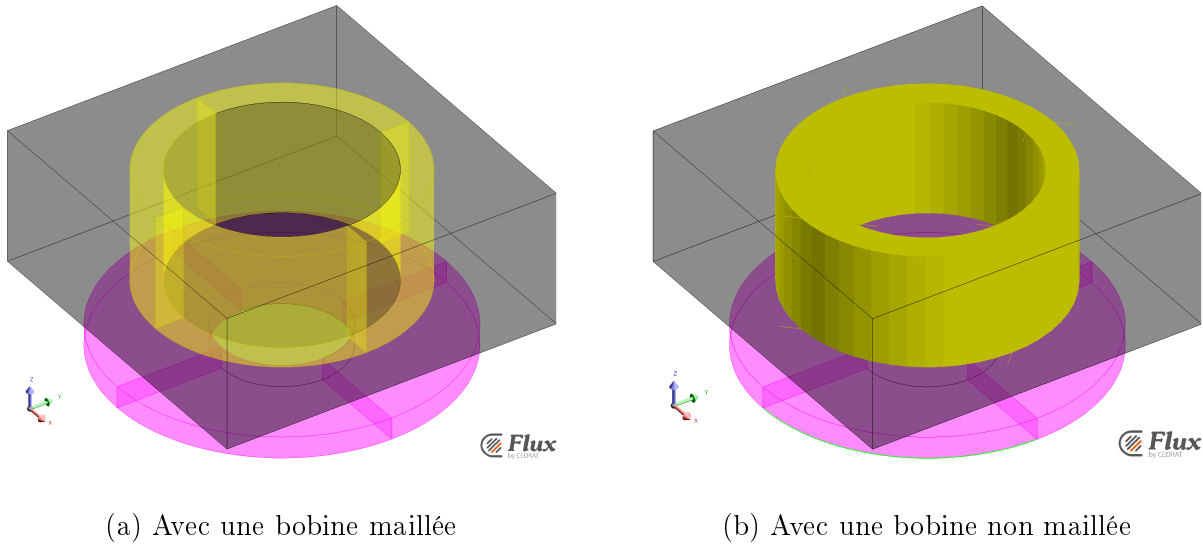 Z
Y
X
Flux
by CEDRAT
Z
Y
X
Flux
by CEDRAT
(a) Avec une bobine maillée
(b) Avec une bobine non maillée